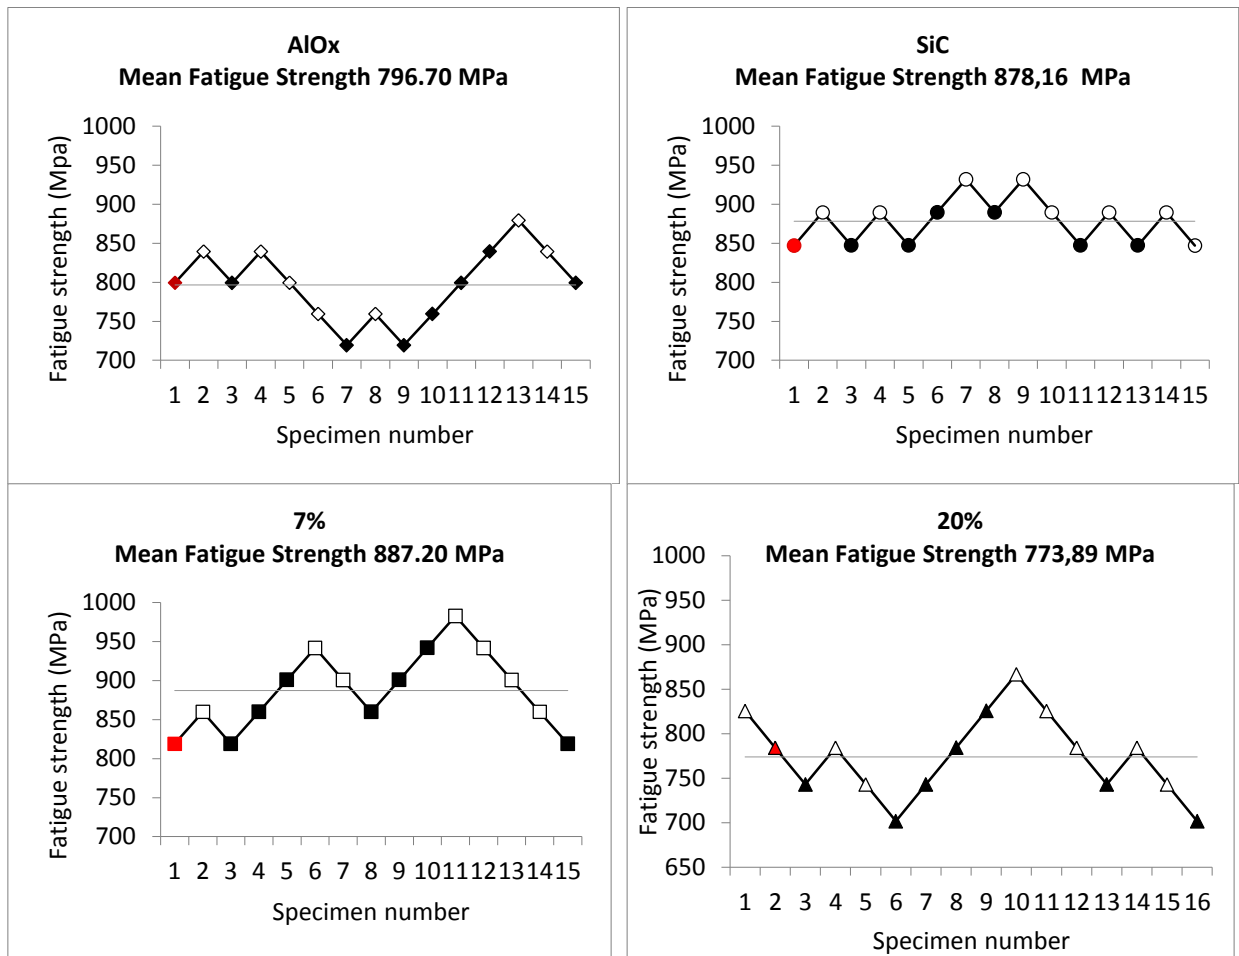 AlOx
Mean Fatigue Strength 796.70 MPa
Fatigue strength (Mpa)
1000
950
900
850
800
750
700
1 2 3 4 5 6 7 8 9 10 11 12 13 14 15
Specimen number
SiC
Mean Fatigue Strength 878,16 MPa
Fatigue strength (MPa)
1000
950
900
850
800
750
700
1 2 3 4 5 6 7 8 9 10 11 12 13 14 15
Specimen number
7%
Mean Fatigue Strength 887.20 MPa
Fatigue strength (MPa)
1000
950
900
850
800
750
700
1 2 3 4 5 6 7 8 9 10 11 12 13 14 15
Specimen number
20%
Mean Fatigue Strength 773,89 MPa
Fatigue strength (MPa)
1000
950
900
850
800
750
700
650
1 2 3 4 5 6 7 8 9 10 11 12 13 14 15 16
Specimen number